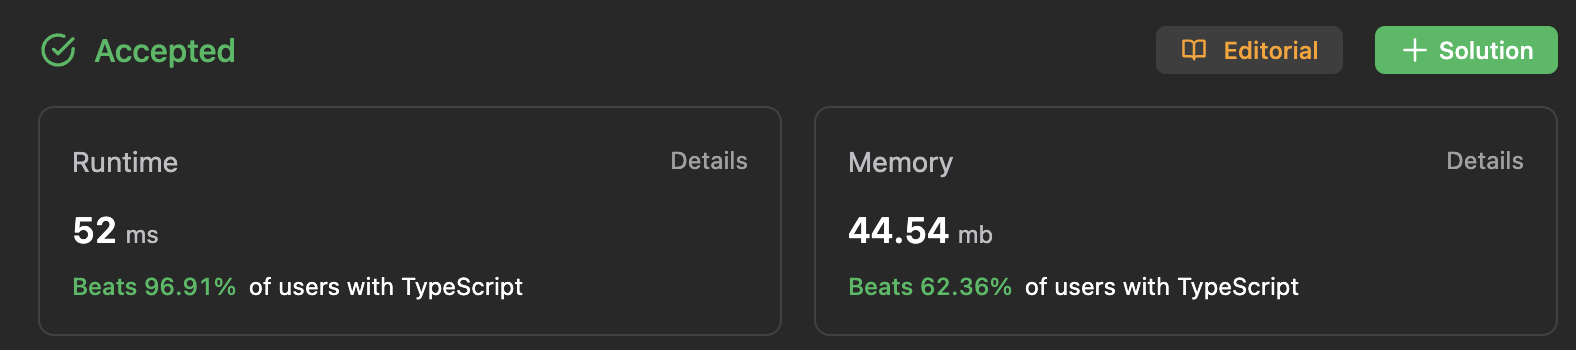 Accepted
Editorial
+ Solution
Runtime
Details
52 ms
Beats 96.91% of users with TypeScript
Memory
Details
44.54 mb
Beats 62.36% of users with TypeScript